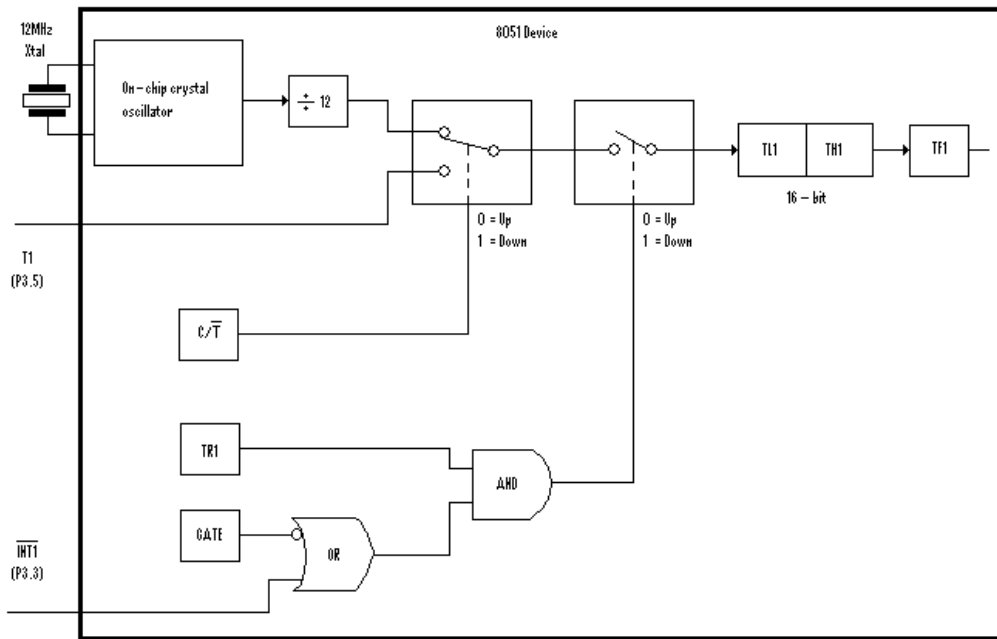 12MHz
Xtal
8051 Device
On-chip crystal
oscillator
÷ 12
TL1
TH1
TF1
16 - bit
0 = Up
1 = Down
0 = Up
1 = Down
T1
(P3.5)
C/T̅
TR1
AND
GATE
OR
I̅N̅T̅1̅
(P3.3)